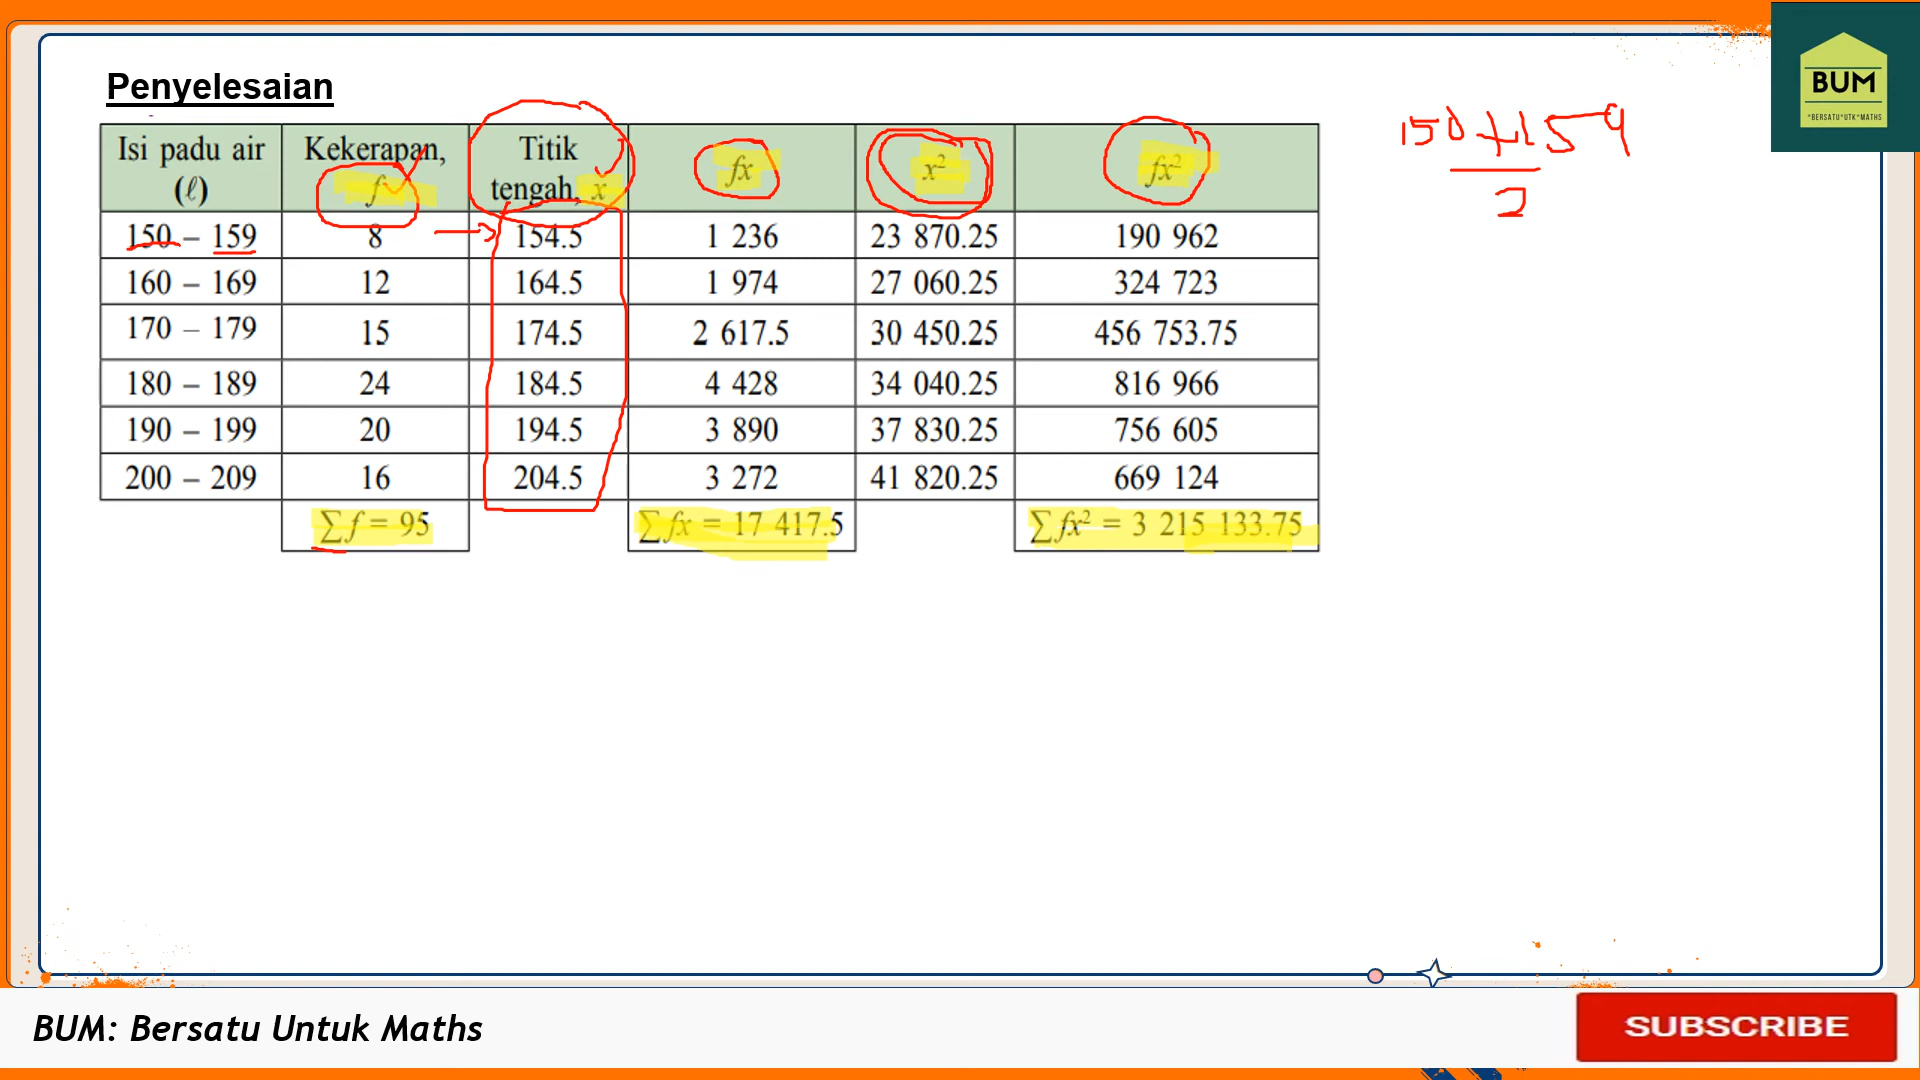 Penyelesaian
Isi padu air (ℓ) Kekerapan, f Titik tengah, x fx x² fx²
150 – 159 8 154.5 1 236 23 870.25 190 962
160 – 169 12 164.5 1 974 27 060.25 324 723
170 – 179 15 174.5 2 617.5 30 450.25 456 753.75
180 – 189 24 184.5 4 428 34 040.25 816 966
190 – 199 20 194.5 3 890 37 830.25 756 605
200 – 209 16 204.5 3 272 41 820.25 669 124
∑ f = 95 ∑ fx = 17 417.5 ∑ fx² = 3 215 133.75
150 + 159
2
BUM
"BERSATU*UTK*MATHS
BUM: Bersatu Untuk Maths
SUBSCRIBE